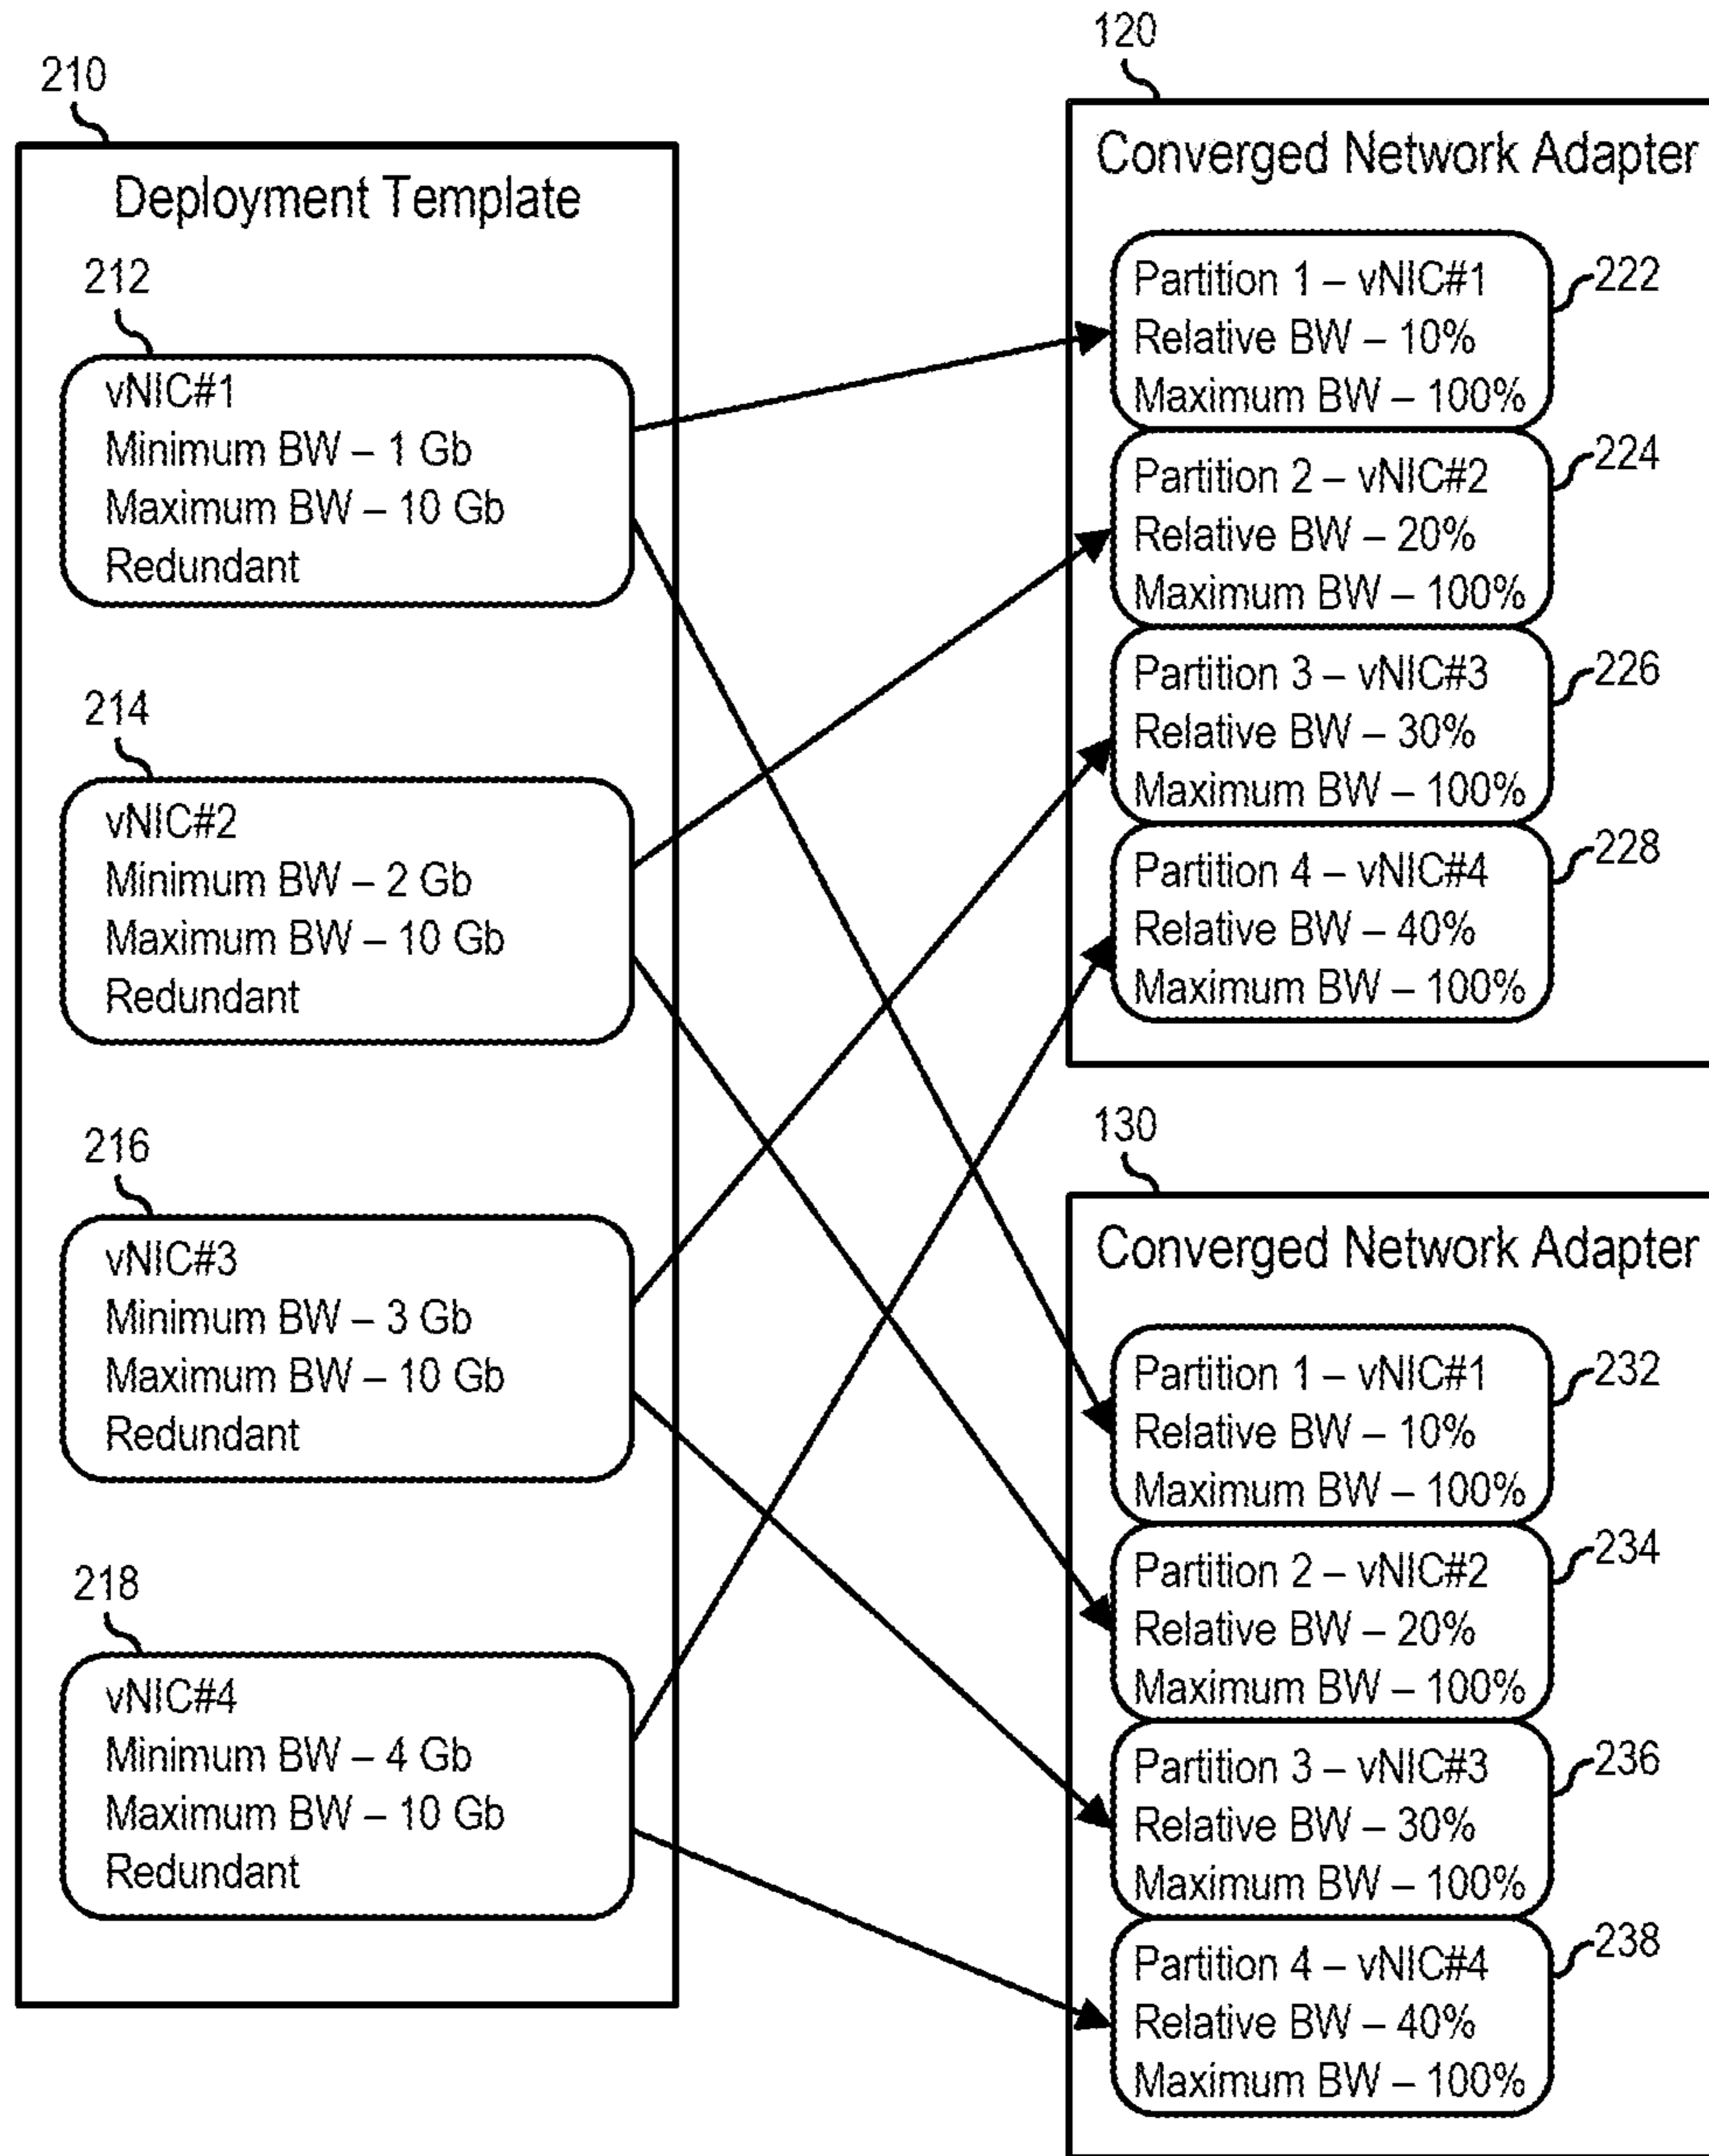 210
Deployment Template
212
vNIC#1
Minimum BW – 1 Gb
Maximum BW – 10 Gb
Redundant
214
vNIC#2
Minimum BW – 2 Gb
Maximum BW – 10 Gb
Redundant
216
vNIC#3
Minimum BW – 3 Gb
Maximum BW – 10 Gb
Redundant
218
vNIC#4
Minimum BW – 4 Gb
Maximum BW – 10 Gb
Redundant
120
Converged Network Adapter
Partition 1 – vNIC#1
Relative BW – 10%
Maximum BW – 100%
222
Partition 2 – vNIC#2
Relative BW – 20%
Maximum BW – 100%
224
Partition 3 – vNIC#3
Relative BW – 30%
Maximum BW – 100%
226
Partition 4 – vNIC#4
Relative BW – 40%
Maximum BW – 100%
228
130
Converged Network Adapter
Partition 1 – vNIC#1
Relative BW – 10%
Maximum BW – 100%
232
Partition 2 – vNIC#2
Relative BW – 20%
Maximum BW – 100%
234
Partition 3 – vNIC#3
Relative BW – 30%
Maximum BW – 100%
236
Partition 4 – vNIC#4
Relative BW – 40%
Maximum BW – 100%
238